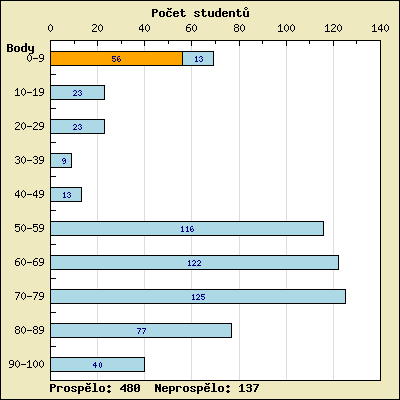 Počet studentů
0 20 40 60 80 100 120 140
Body
0-9 56 13
10-19 23
20-29 23
30-39 9
40-49 13
50-59 116
60-69 122
70-79 125
80-89 77
90-100 40
Prospělo: 480 Neprospělo: 137